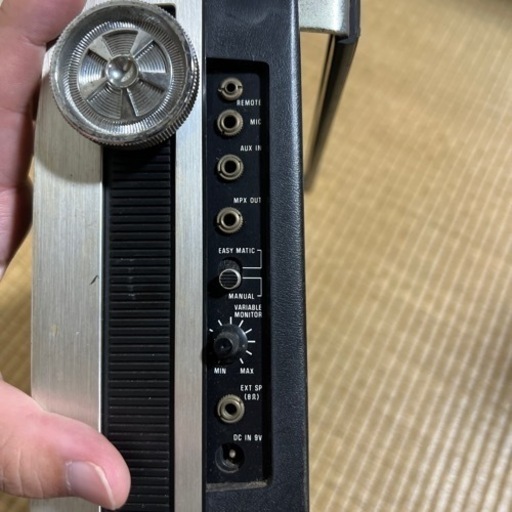 REMOTE
MIC
AUX IN
MPX OUT
EASY MATIC
MANUAL
VARIABLE
MONITOR
MIN MAX
EXT SP
(8Ω)
DC IN 9V